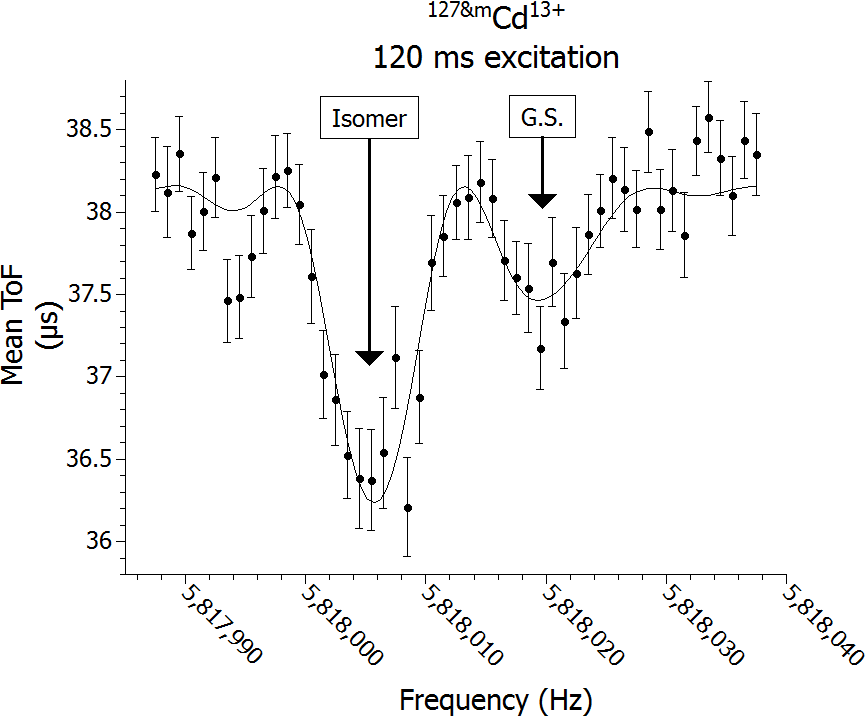 127&mCd13+
120 ms excitation
Isomer
G.S.
38.5
38
37.5
37
36.5
36
Mean ToF
(µs)
5,817,990
5,818,000
5,818,010
5,818,020
5,818,030
5,818,040
Frequency (Hz)